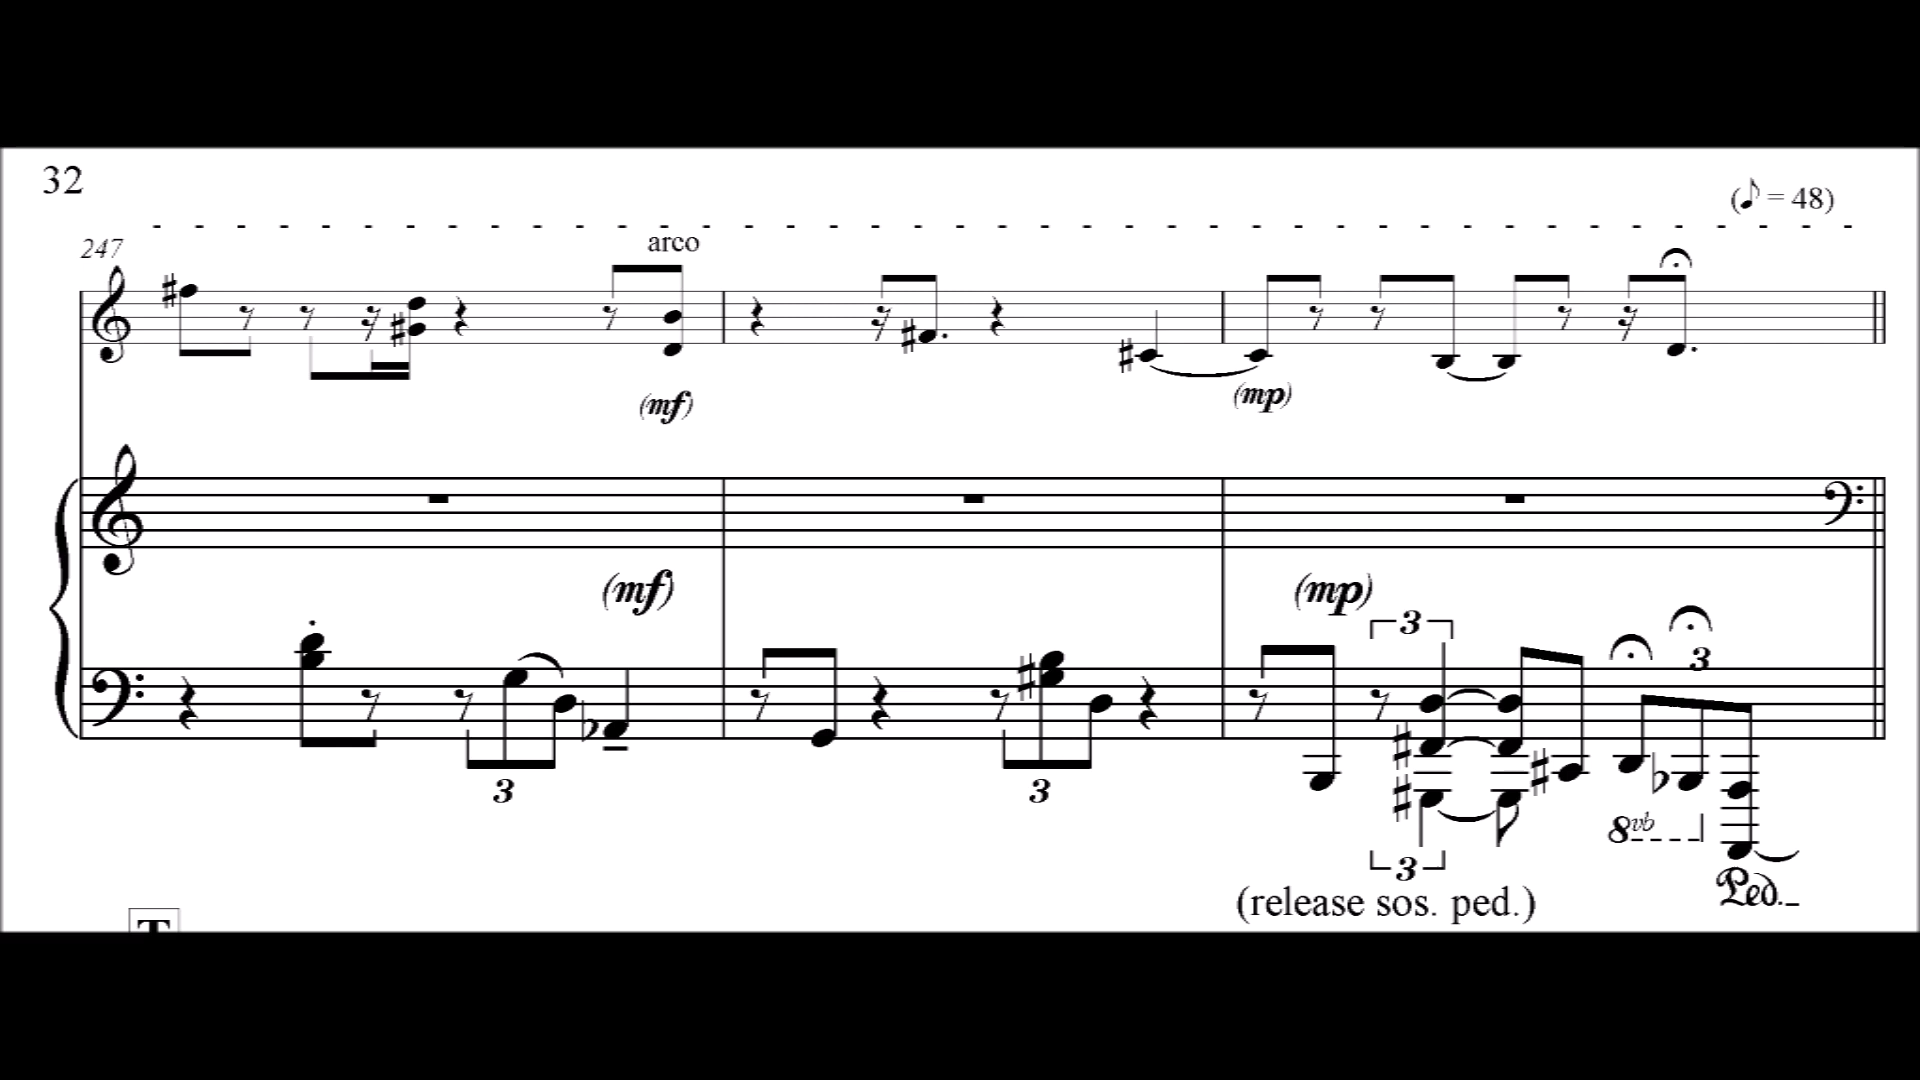 32
(♪ = 48)
247
arco
(mf)
(mp)
(mf)
(mp)
3
3
3
3
8vb
3
Ped.
(release sos. ped.)
T